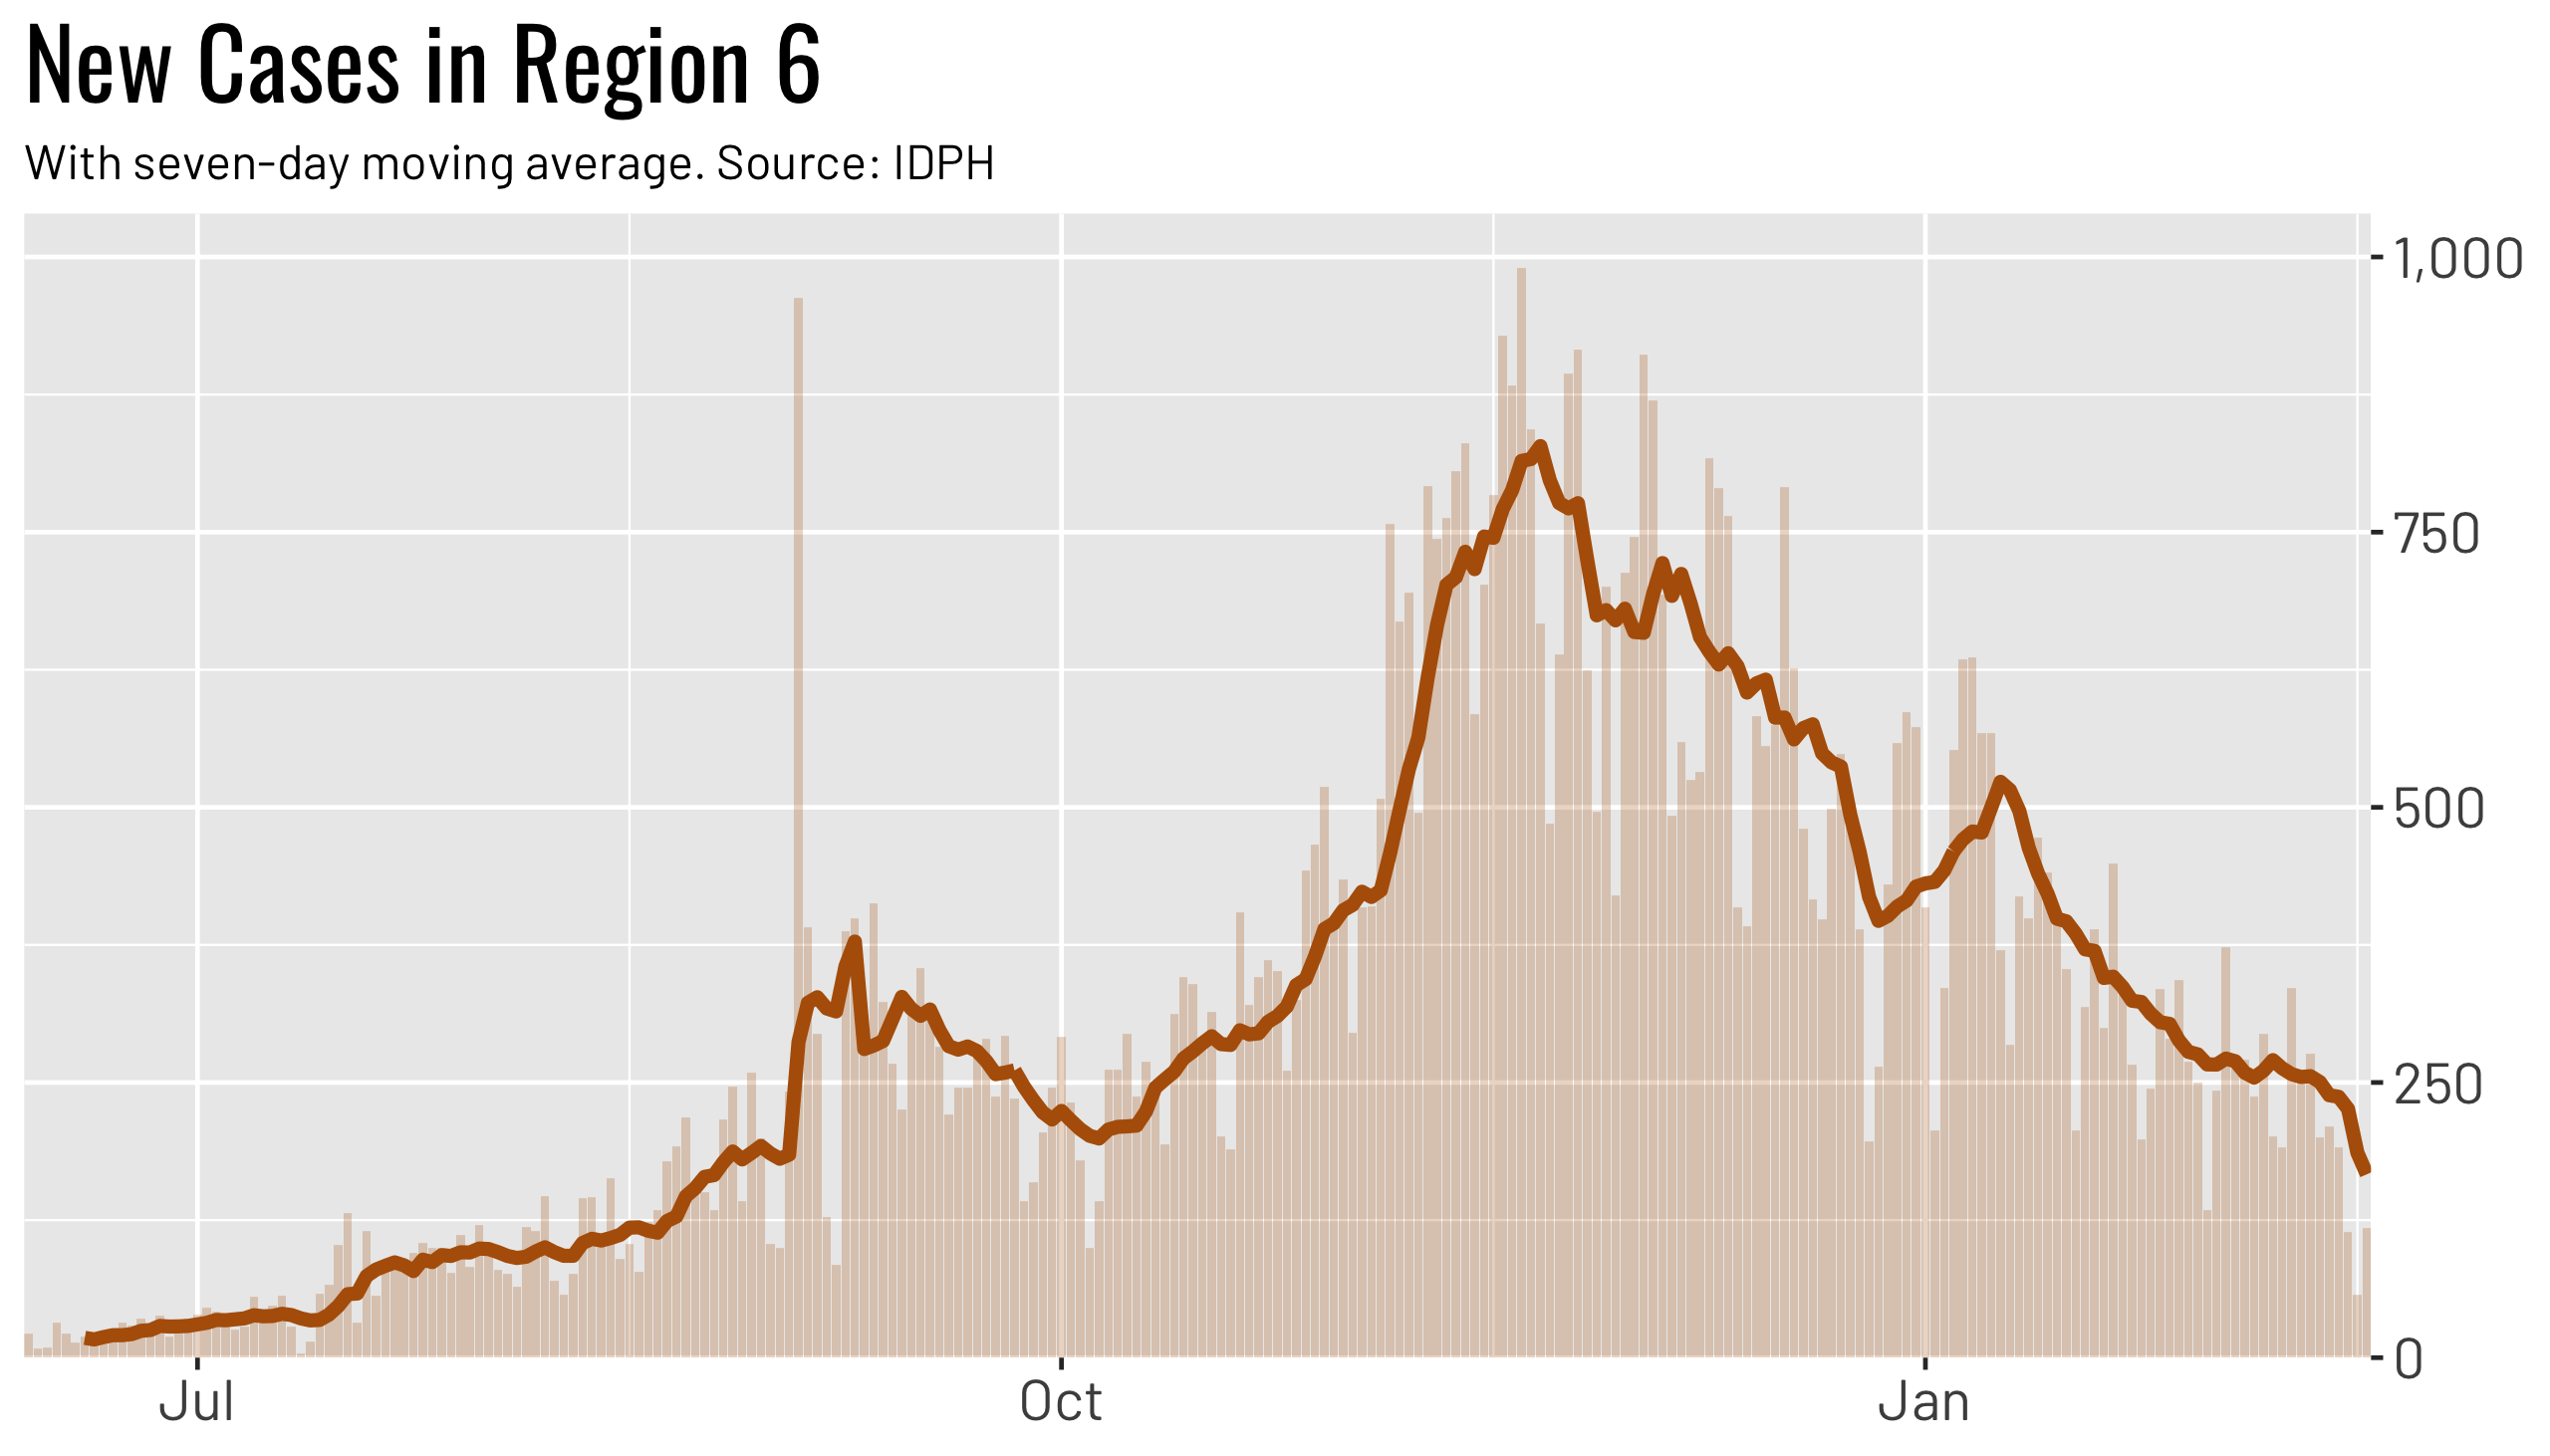 New Cases in Region 6
With seven-day moving average. Source: IDPH
1,000
750
500
250
0
Jul Oct Jan